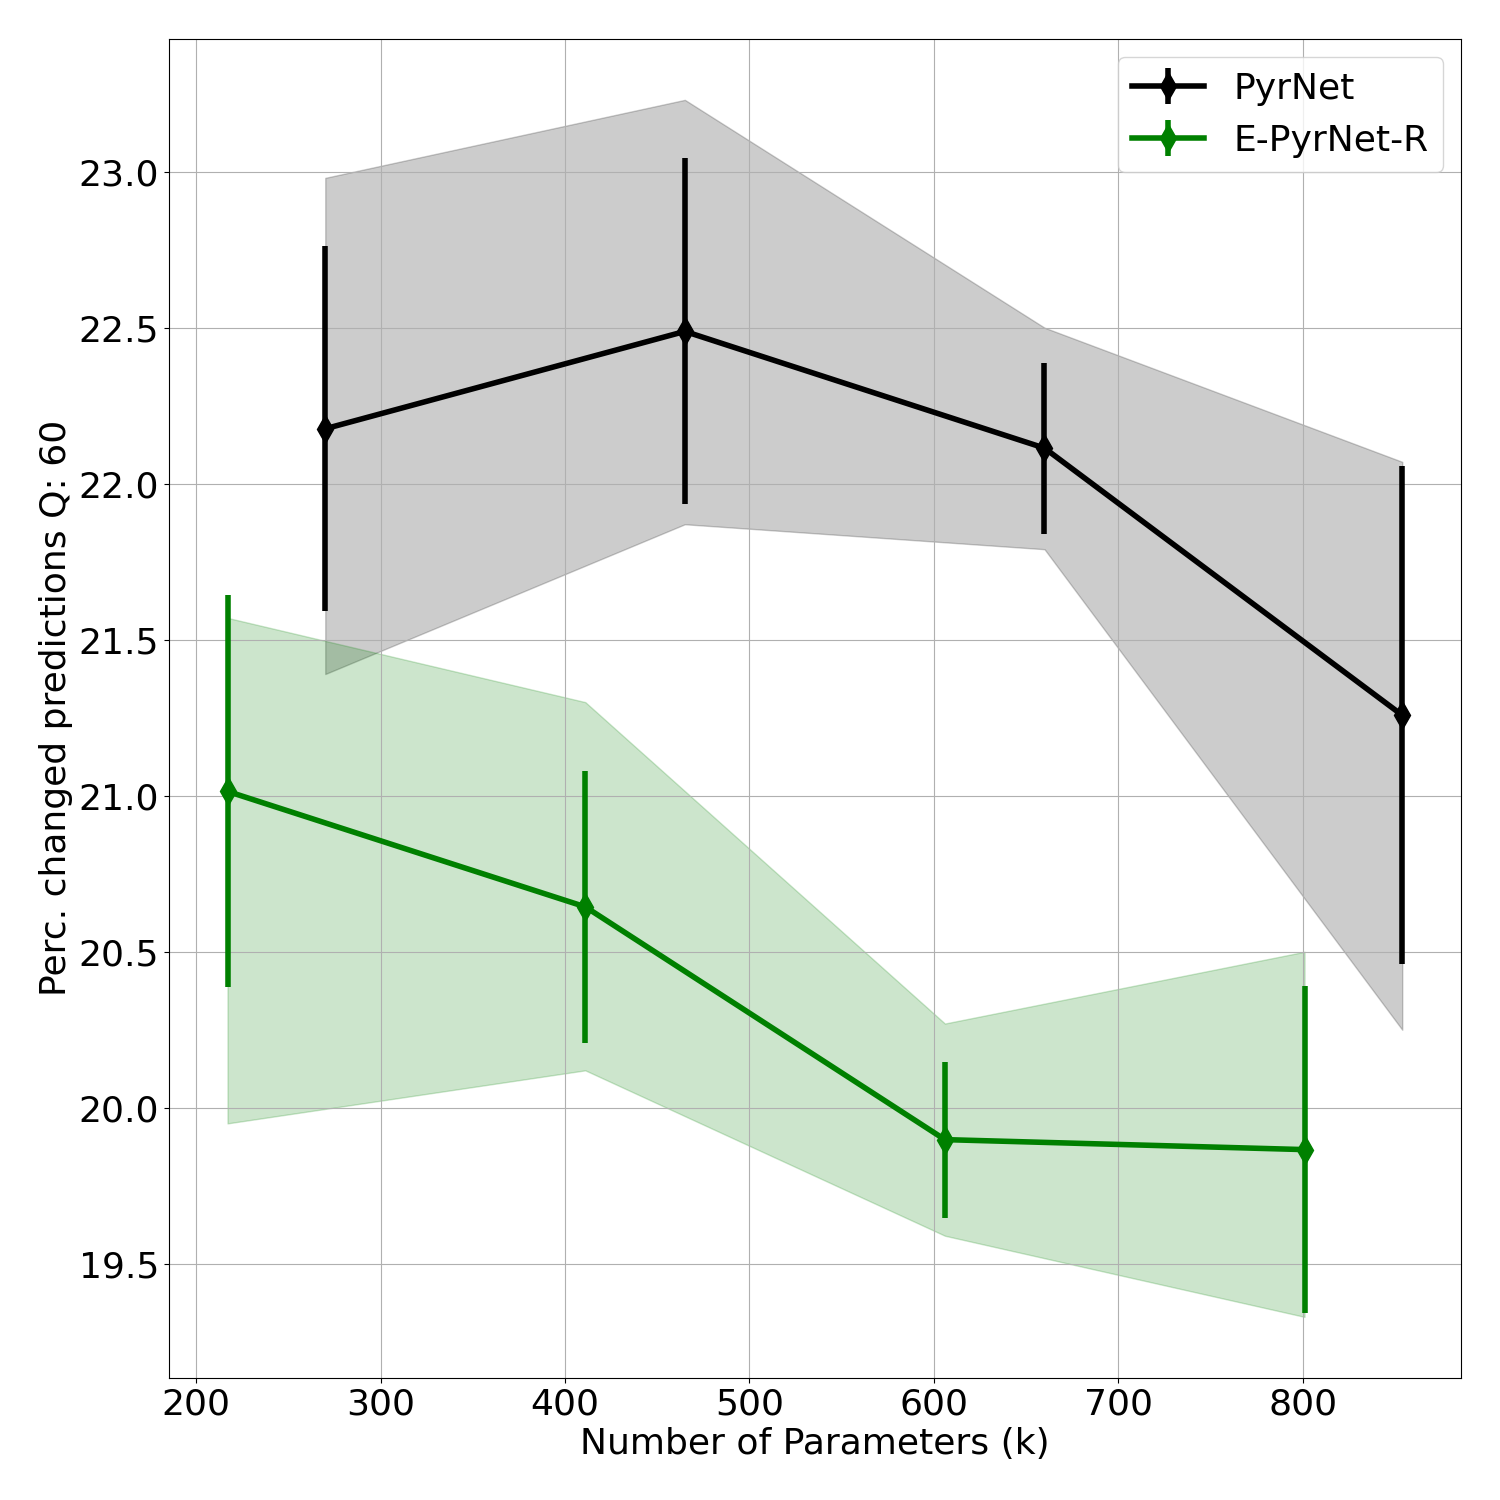 PyrNet
E-PyrNet-R
Perc. changed predictions Q: 60
23.0
22.5
22.0
21.5
21.0
20.5
20.0
19.5
200 300 400 500 600 700 800
Number of Parameters (k)